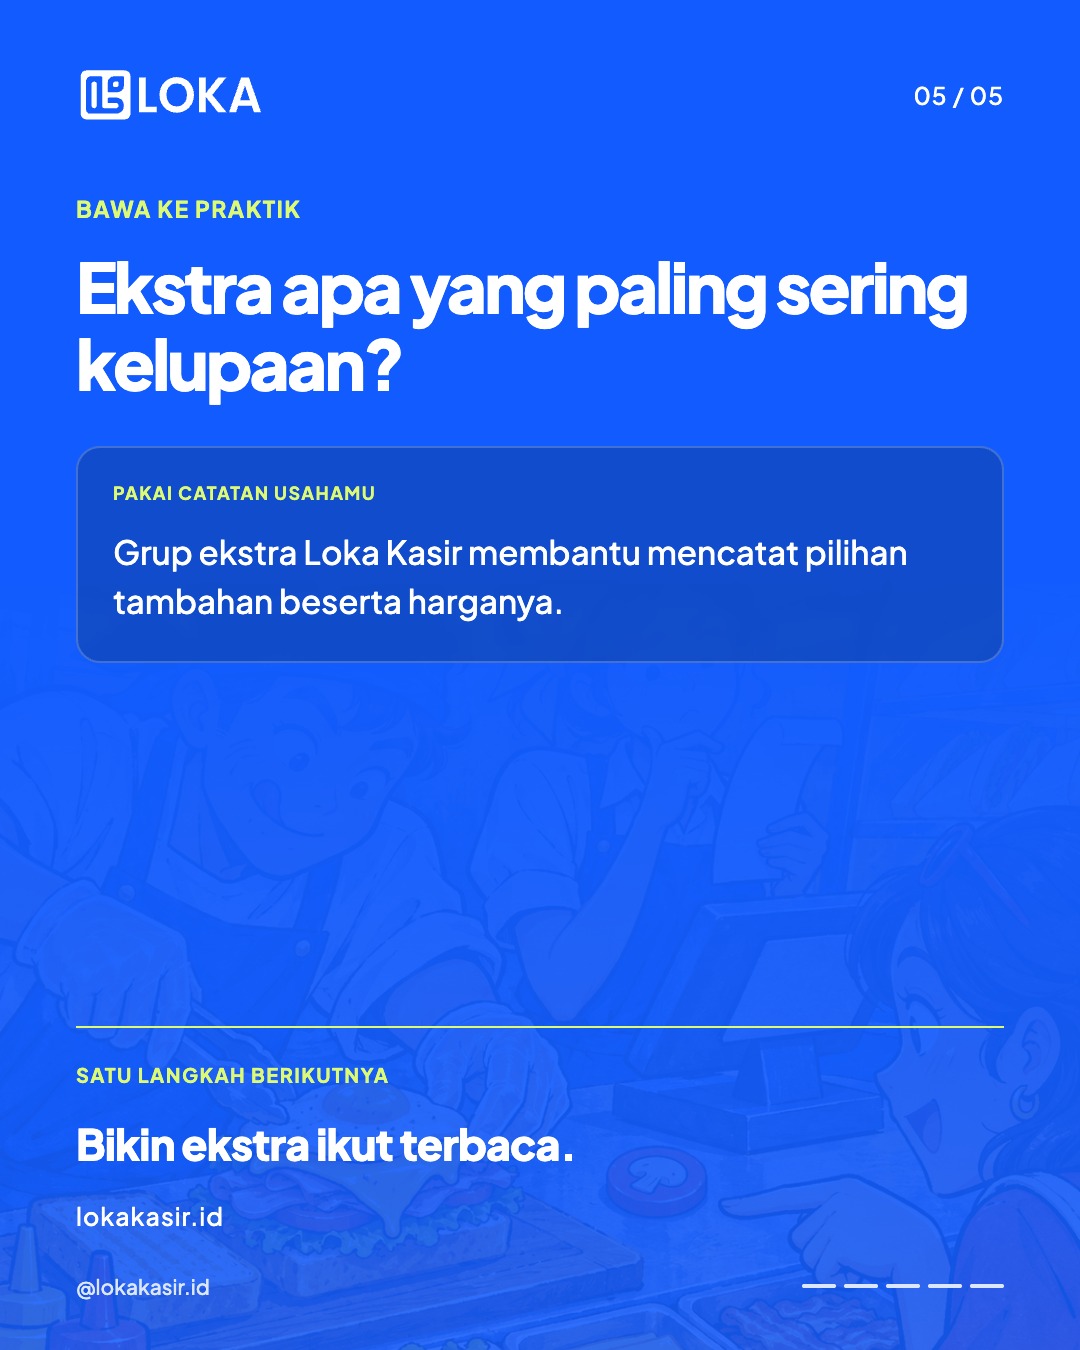 LOKA
05 / 05
BAWA KE PRAKTIK
Ekstra apa yang paling sering
kelupaan?
PAKAI CATATAN USAHAMU
Grup ekstra Loka Kasir membantu mencatat pilihan
tambahan beserta harganya.
SATU LANGKAH BERIKUTNYA
Bikin ekstra ikut terbaca.
lokakasir.id
@lokakasir.id